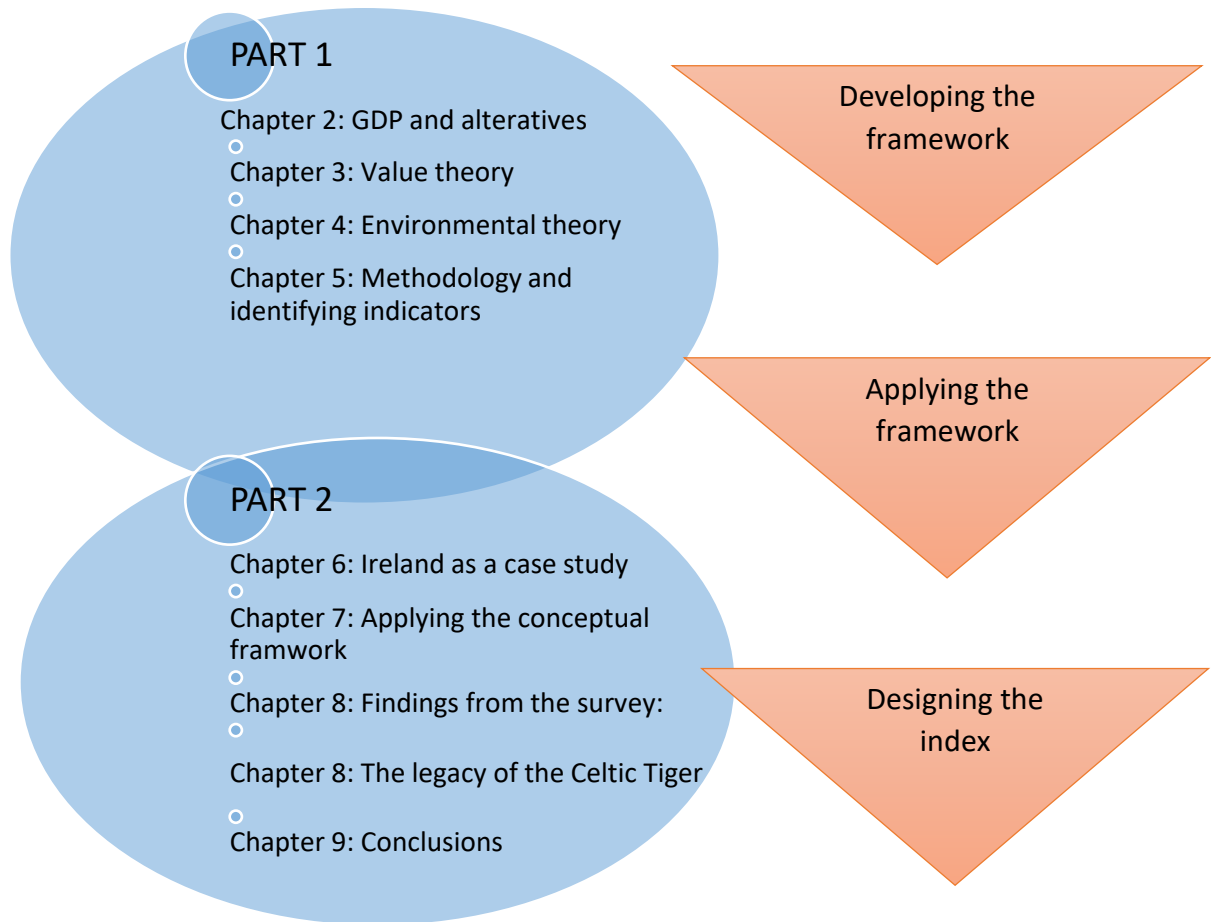 PART 1
Chapter 2: GDP and alteratives
Chapter 3: Value theory
Chapter 4: Environmental theory
Chapter 5: Methodology and
identifying indicators
PART 2
Chapter 6: Ireland as a case study
Chapter 7: Applying the conceptual
framwork
Chapter 8: Findings from the survey:
Chapter 8: The legacy of the Celtic Tiger
Chapter 9: Conclusions
Developing the
framework
Applying the
framework
Designing the
index